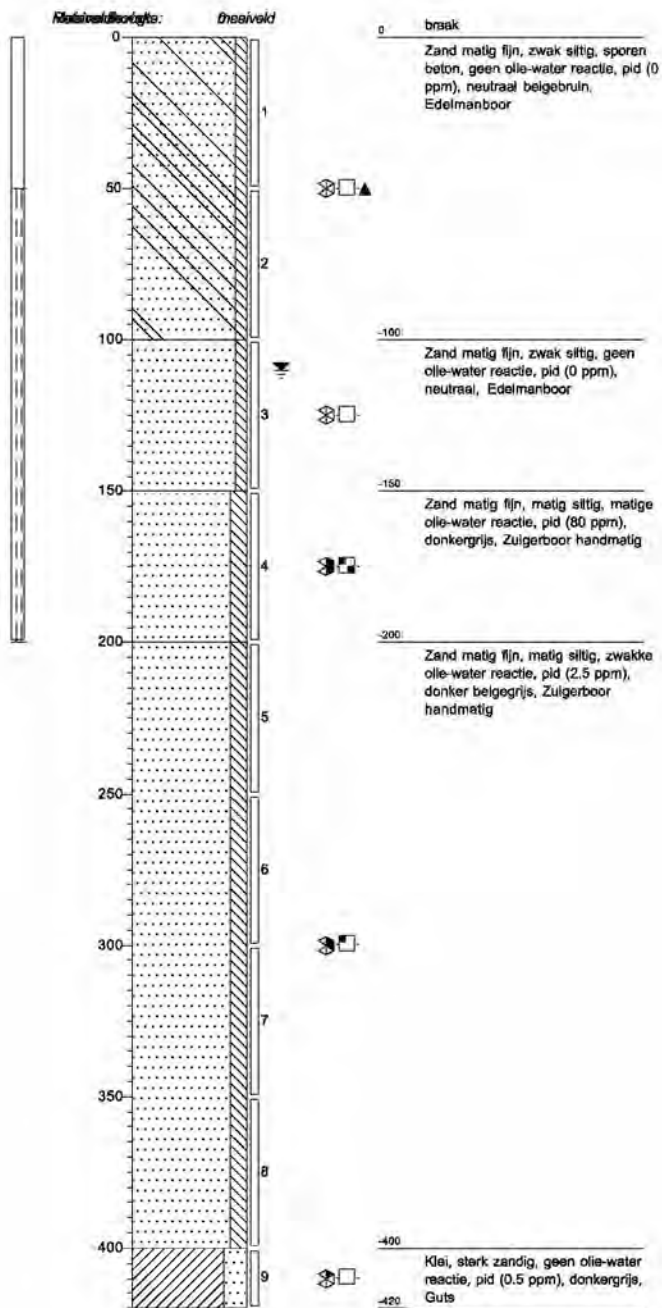 0 braak
0
Zand matig fijn, zwak siltig, sporen
beton, geen olie-water reactie, pid (0
ppm), neutraal beigebruin,
Edelmanboor
1
50
2
100
-100
Zand matig fijn, zwak siltig, geen
olie-water reactie, pid (0 ppm),
neutraal, Edelmanboor
3
150
-150
Zand matig fijn, matig siltig, matige
olie-water reactie, pid (80 ppm),
donkergrijs, Zuigerboor handmatig
4
200
-200
Zand matig fijn, matig siltig, zwakke
olie-water reactie, pid (2.5 ppm),
donker beigegrijs, Zuigerboor
handmatig
5
250
6
300
7
350
8
400
-400
Klei, sterk zandig, geen olie-water
reactie, pid (0.5 ppm), donkergrijs,
Guts
9
-420